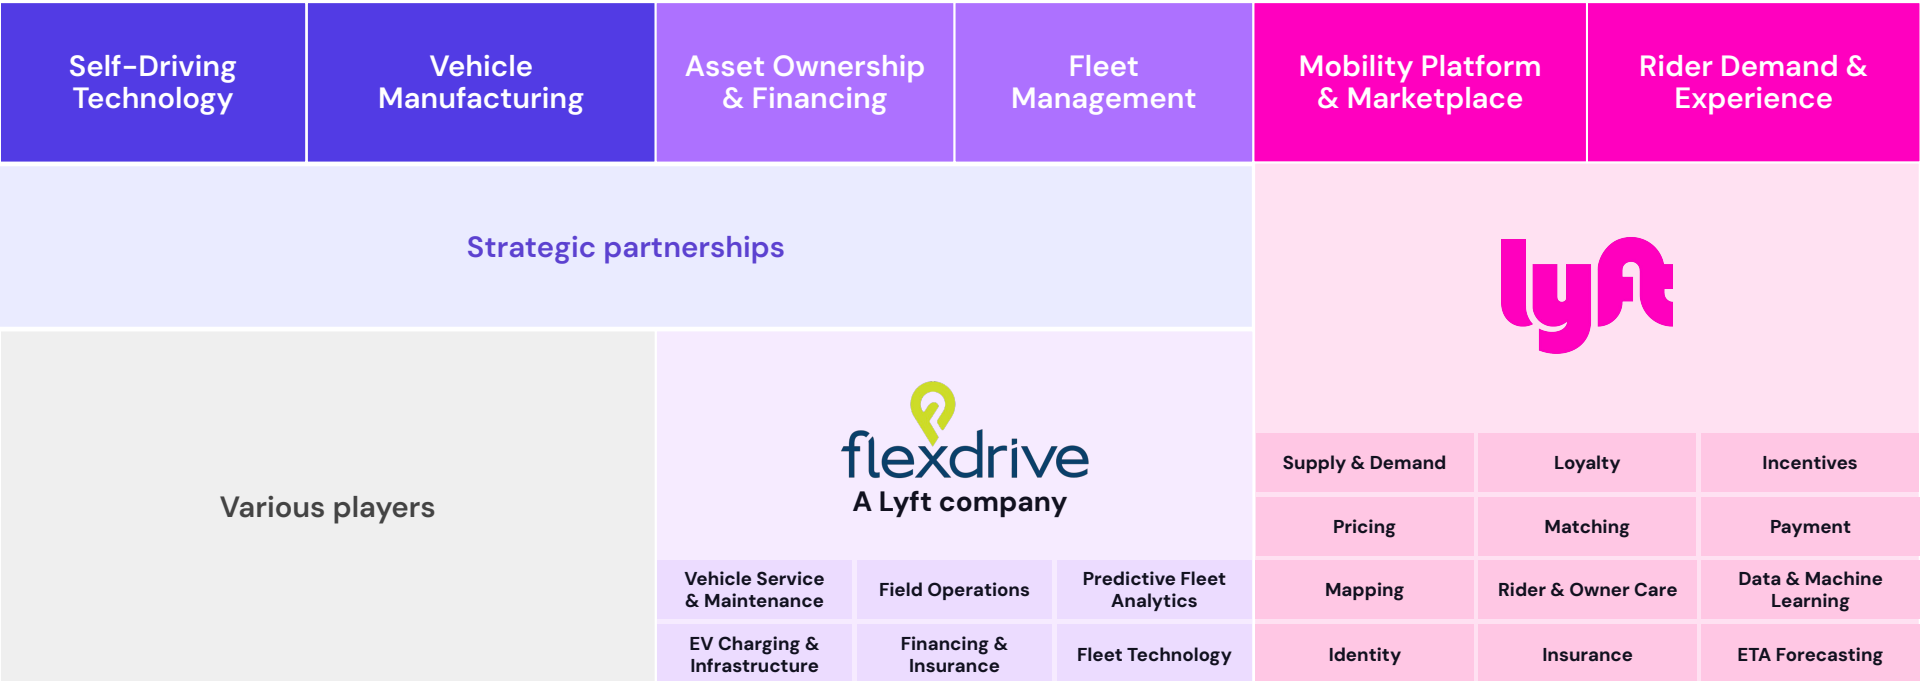 Self-Driving
Technology
Vehicle
Manufacturing
Asset Ownership
& Financing
Fleet
Management
Mobility Platform
& Marketplace
Rider Demand &
Experience
Strategic partnerships
lyft
Various players
flexdrive
A Lyft company
Vehicle Service
& Maintenance
Field Operations
Predictive Fleet
Analytics
EV Charging &
Infrastructure
Financing &
Insurance
Fleet Technology
Supply & Demand
Loyalty
Incentives
Pricing
Matching
Payment
Mapping
Rider & Owner Care
Data & Machine
Learning
Identity
Insurance
ETA Forecasting